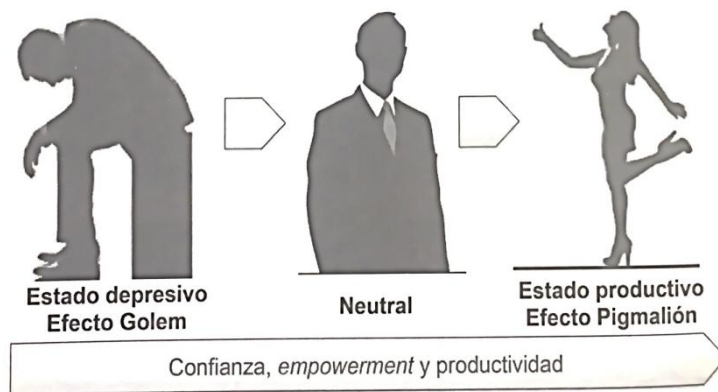 Estado depresivo
Efecto Golem
Neutral
Estado productivo
Efecto Pigmalión
Confianza, empowerment y productividad